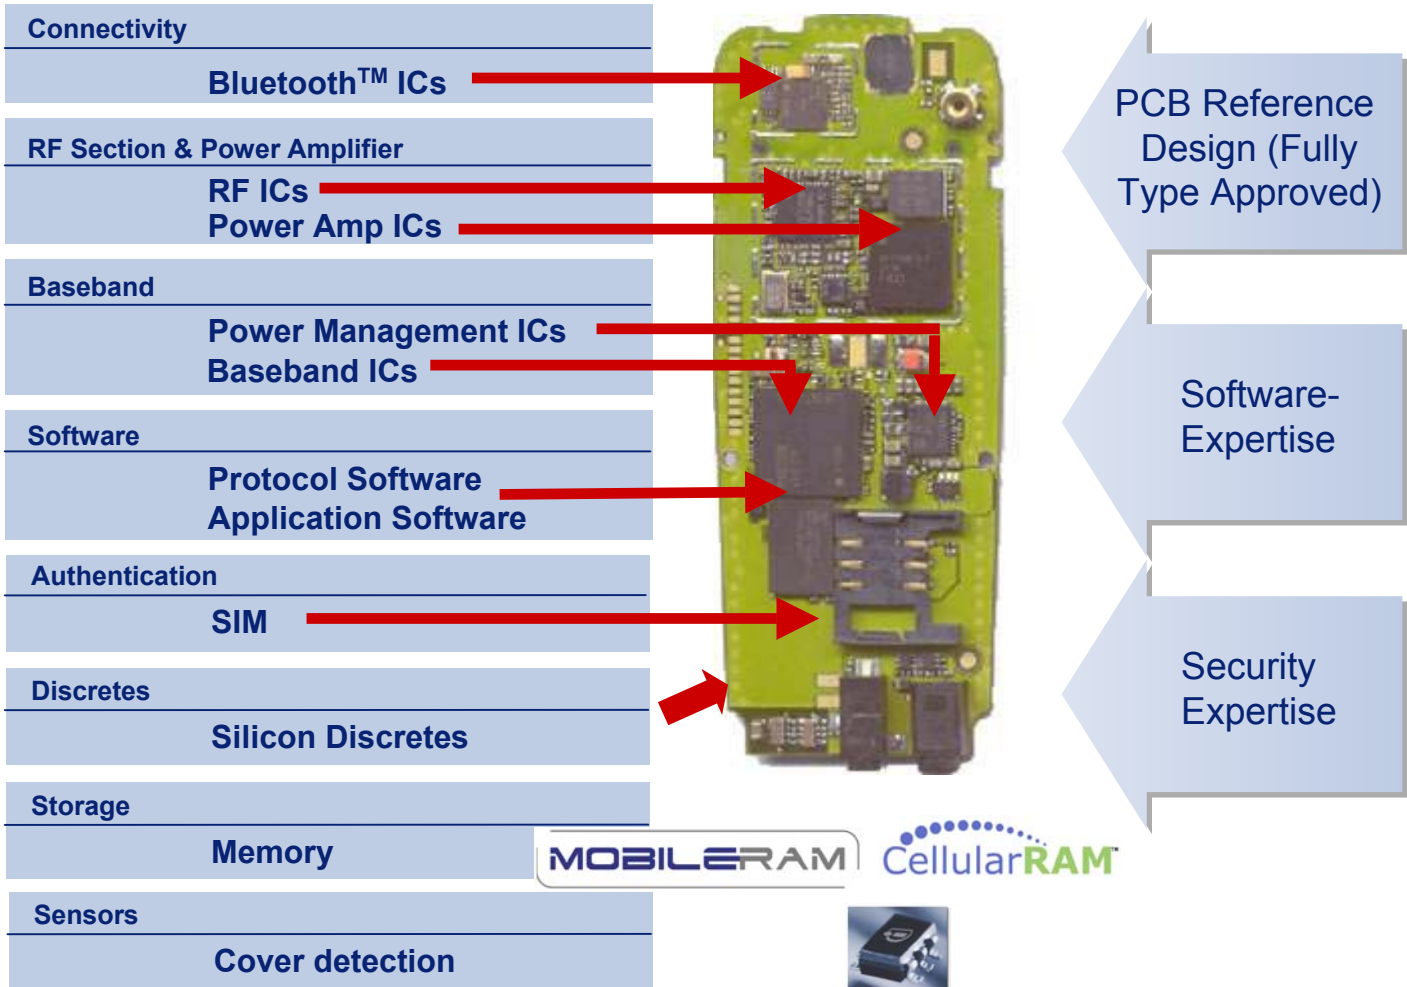 Connectivity
Bluetooth™ ICs
RF Section & Power Amplifier
RF ICs
Power Amp ICs
Baseband
Power Management ICs
Baseband ICs
Software
Protocol Software
Application Software
Authentication
SIM
Discretes
Silicon Discretes
Storage
Memory
MOBILERAM
CellularRAM™
Sensors
Cover detection
PCB Reference
Design (Fully
Type Approved)
Software-
Expertise
Security
Expertise